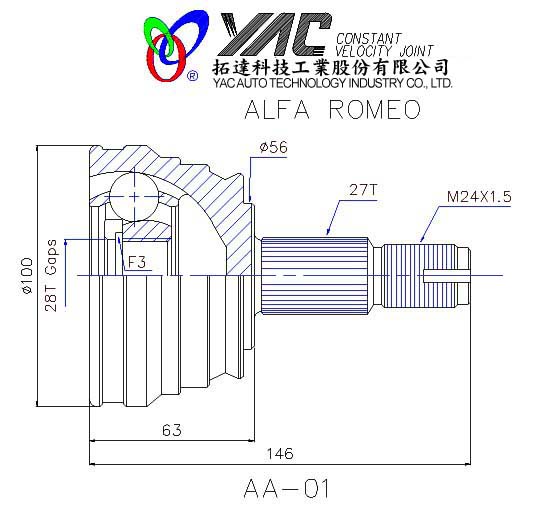 YAC CONSTANT
VELOCITY JOINT
®
拓達科技工業股份有限公司
YAC AUTO TECHNOLOGY INDUSTRY CO., LTD.
ALFA ROMEO
ø56
27T
M24X1.5
ø100
28T Gaps
F3
63
146
AA-01